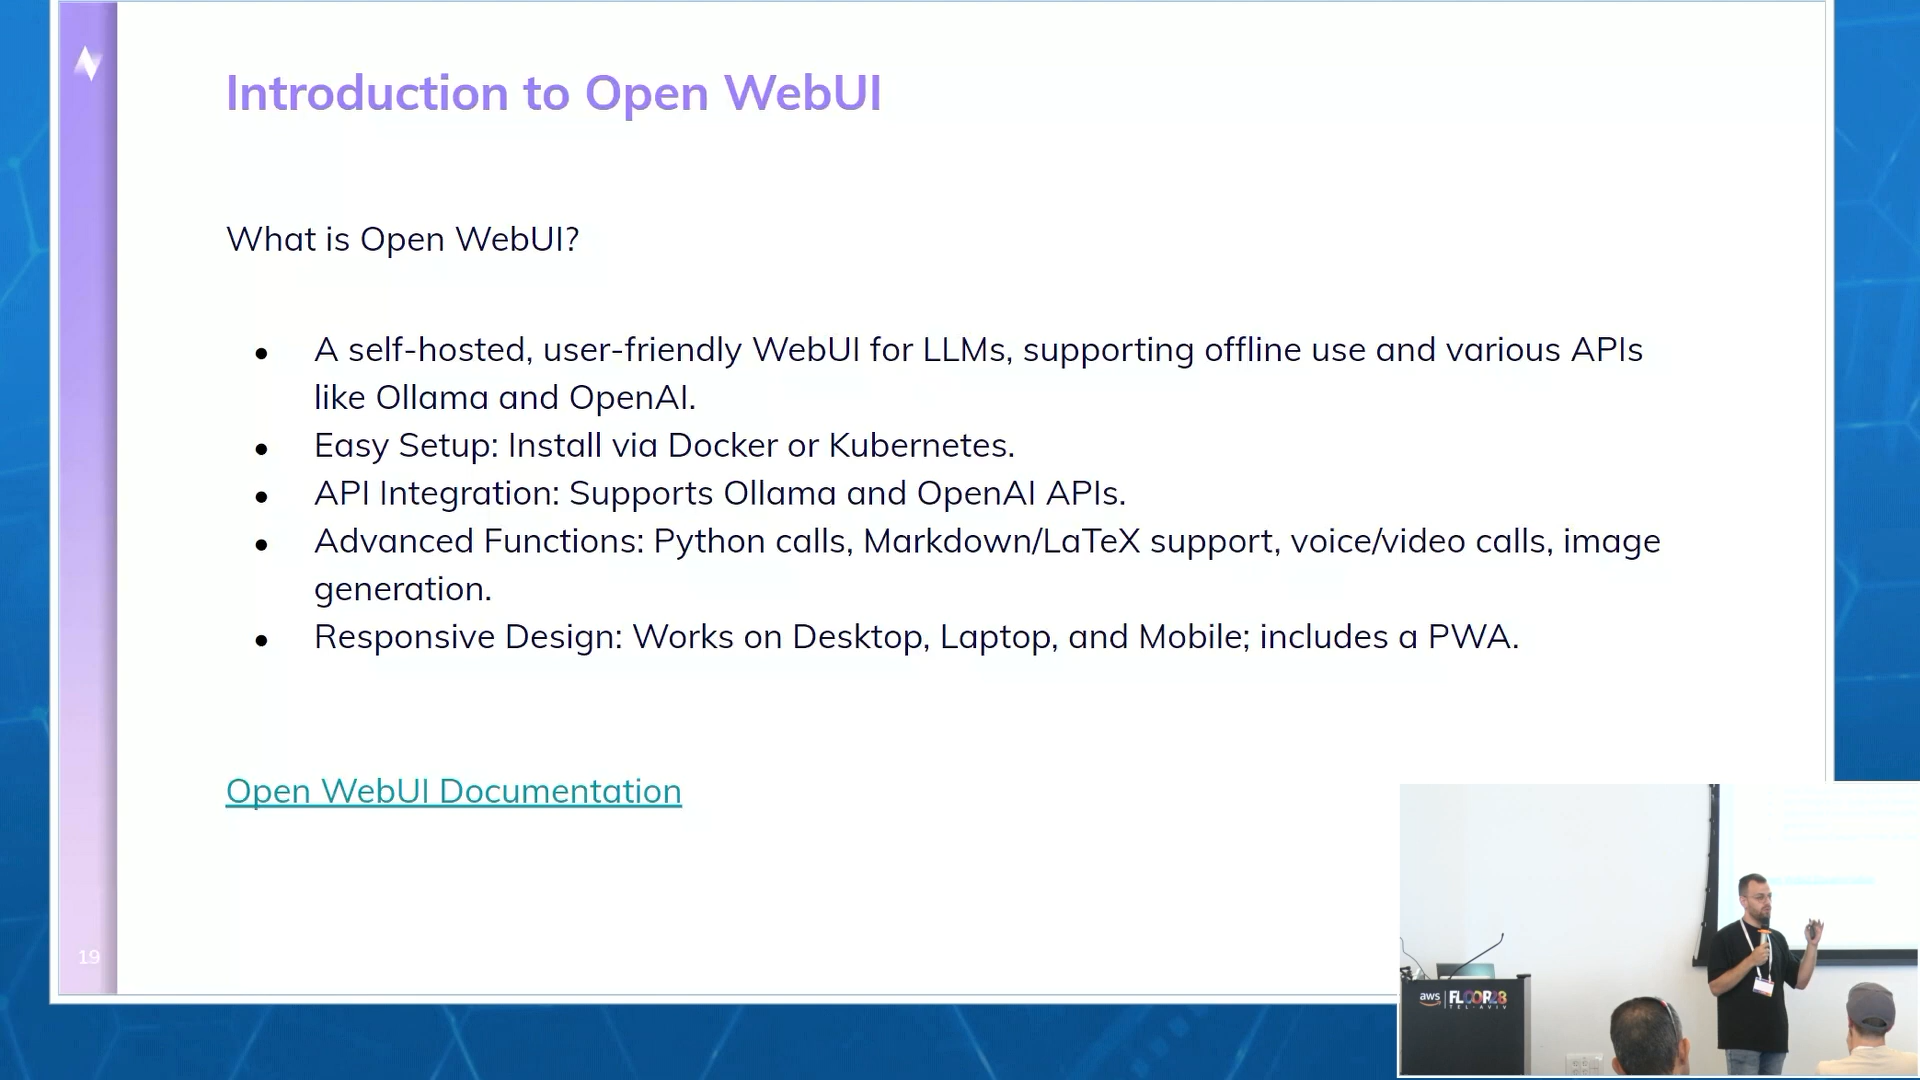 Introduction to Open WebUI
What is Open WebUI?
● A self-hosted, user-friendly WebUI for LLMs, supporting offline use and various APIs
like Ollama and OpenAI.
● Easy Setup: Install via Docker or Kubernetes.
● API Integration: Supports Ollama and OpenAI APIs.
● Advanced Functions: Python calls, Markdown/LaTeX support, voice/video calls, image
generation.
● Responsive Design: Works on Desktop, Laptop, and Mobile; includes a PWA.
Open WebUI Documentation
19
aws | FLOOR28
TEL-AVIV